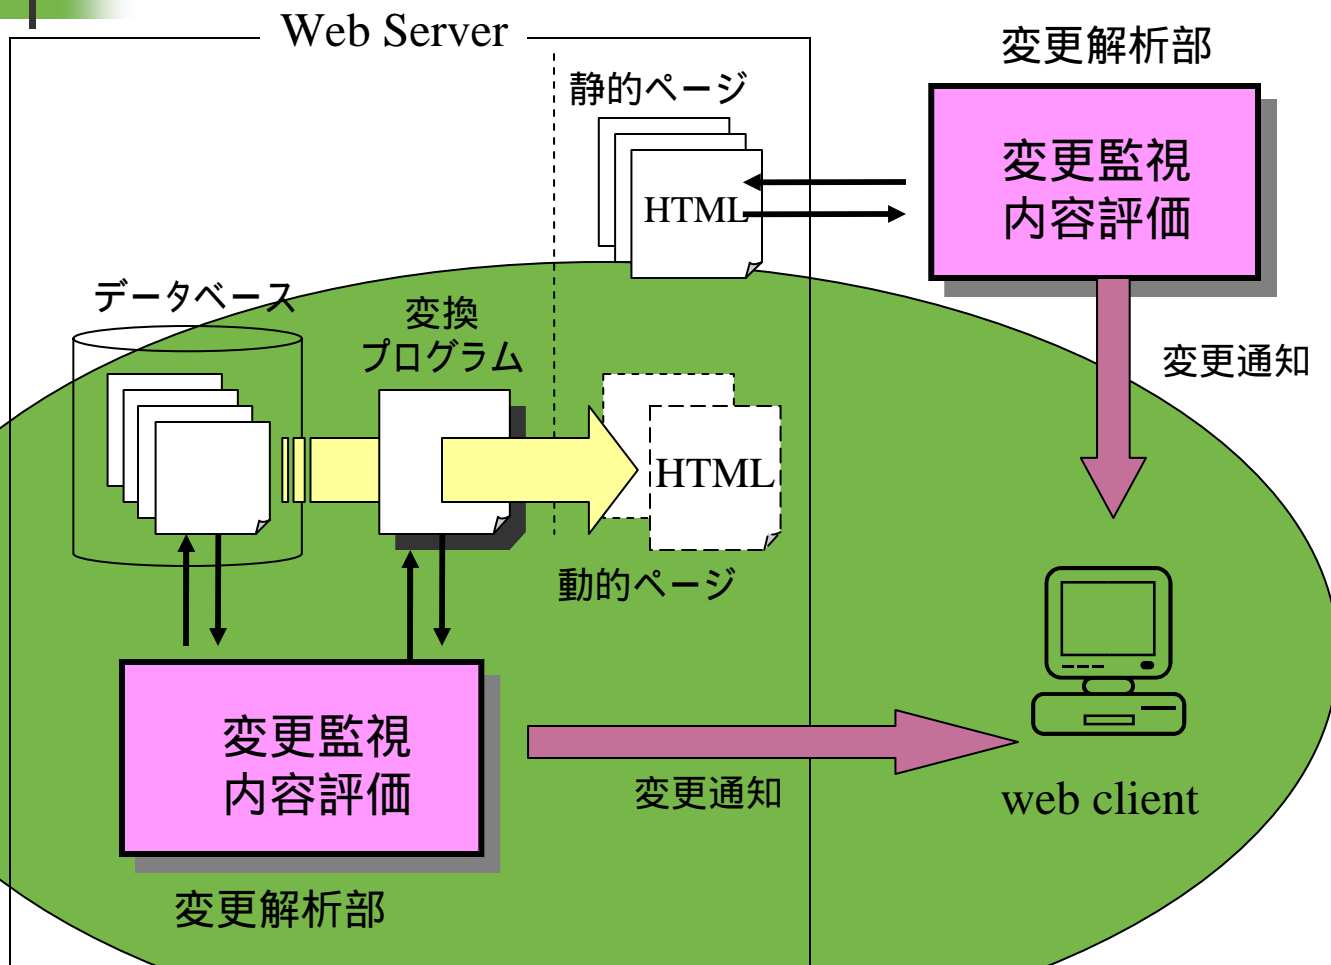 Web Server
変更解析部
静的ページ
変更監視
内容評価
HTML
データベース
変換
プログラム
変更通知
HTML
動的ページ
変更監視
内容評価
変更通知
web client
変更解析部